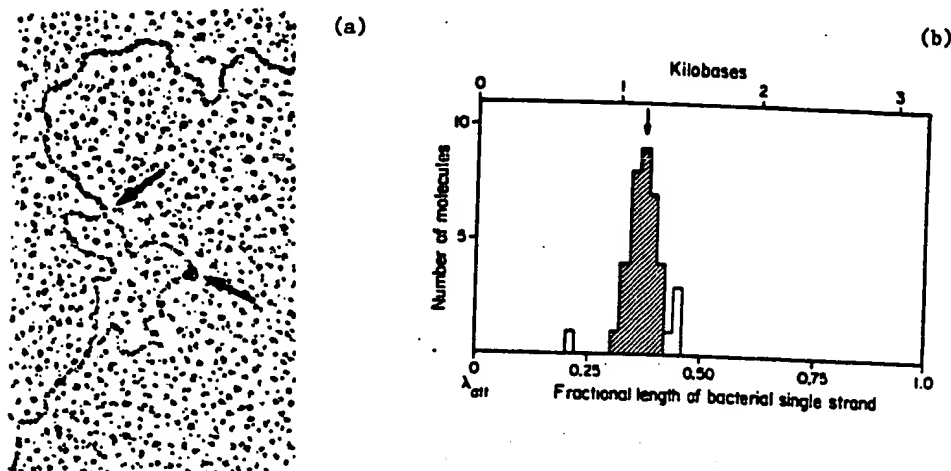 (a)
(b)
Kilobases
0 1 2 3
Number of molecules
10
5
0 0.25 0.50 0.75 1.0
λatt
Fractional length of bacterial single strand